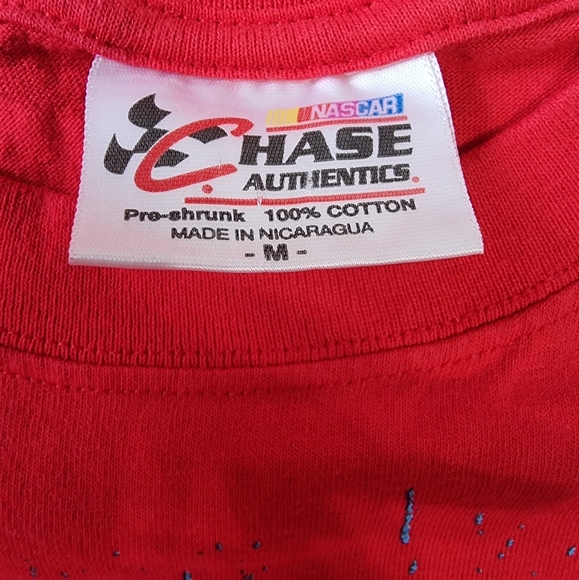 NASCAR
CHASE
AUTHENTICS.
Pre-shrunk 100% COTTON
MADE IN NICARAGUA
- M -